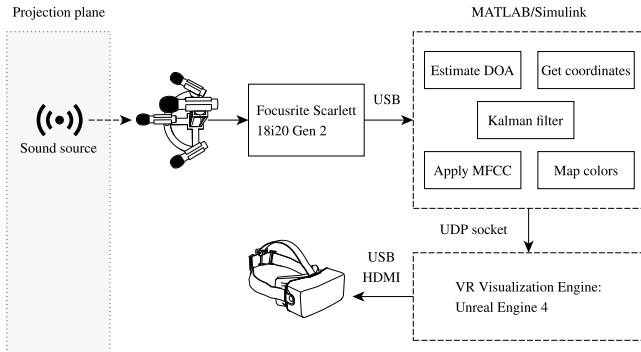 Projection plane
MATLAB/Simulink
Sound source
Focusrite Scarlett
18i20 Gen 2
USB
Estimate DOA
Get coordinates
Kalman filter
Apply MFCC
Map colors
UDP socket
VR Visualization Engine:
Unreal Engine 4
USB
HDMI